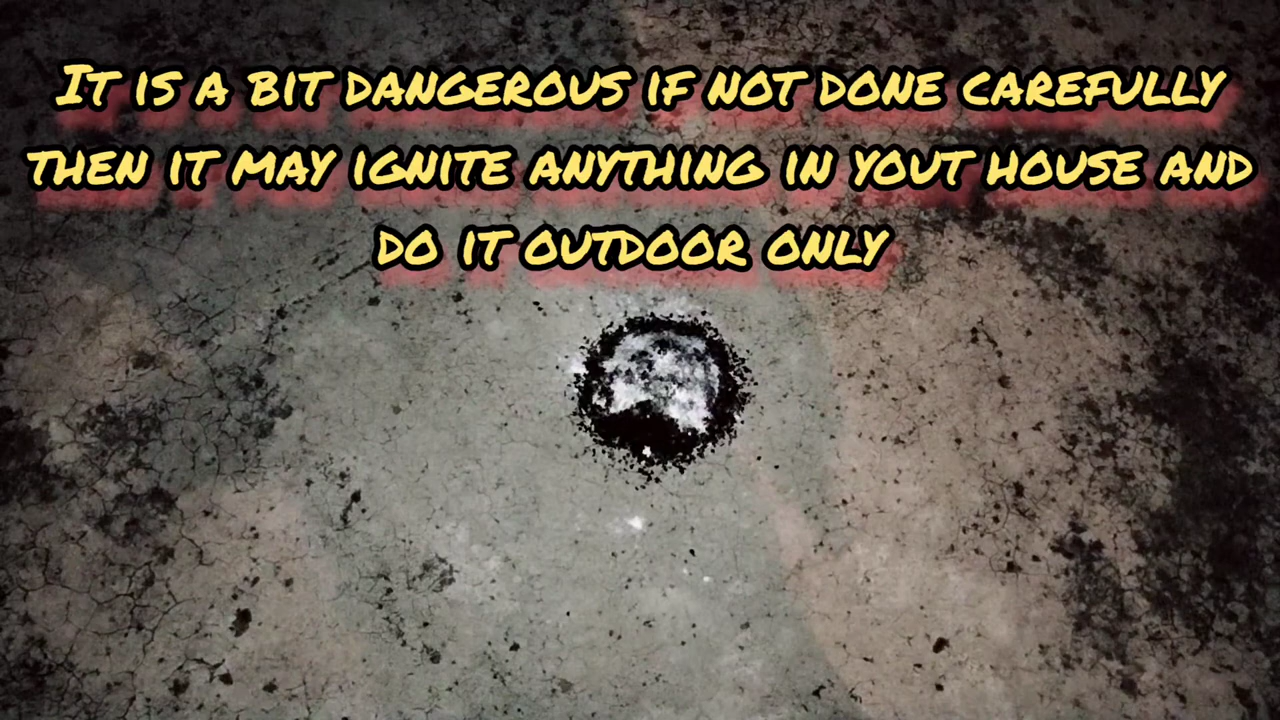 It is a bit dangerous if not done carefully
then it may ignite anything in yout house and
do it outdoor only